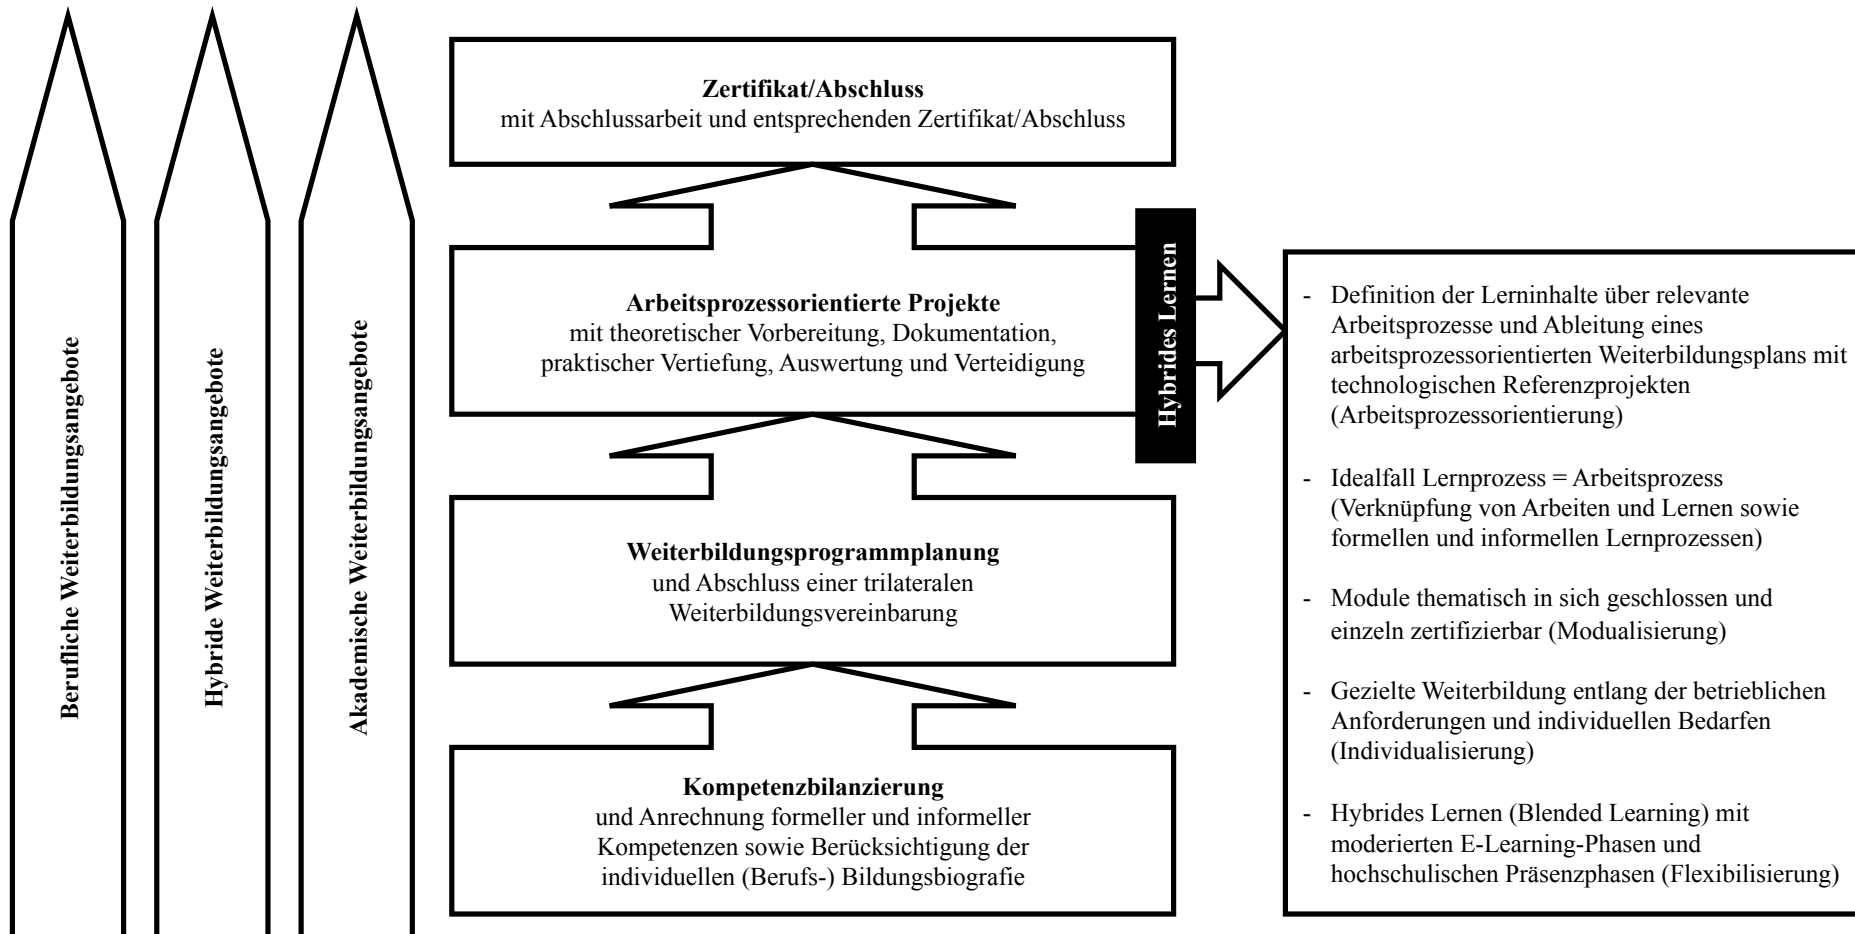 Berufliche Weiterbildungsangebote
Hybride Weiterbildungsangebote
Akademische Weiterbildungsangebote
Zertifikat/Abschluss
mit Abschlussarbeit und entsprechenden Zertifikat/Abschluss
Arbeitsprozessorientierte Projekte
mit theoretischer Vorbereitung, Dokumentation,
praktischer Vertiefung, Auswertung und Verteidigung
Weiterbildungsprogrammplanung
und Abschluss einer trilateralen
Weiterbildungsvereinbarung
Kompetenzbilanzierung
und Anrechnung formeller und informeller
Kompetenzen sowie Berücksichtigung der
individuellen (Berufs-) Bildungsbiografie
Hybrides Lernen
- Definition der Lerninhalte über relevante
Arbeitsprozesse und Ableitung eines
arbeitsprozessorientierten Weiterbildungsplans mit
technologischen Referenzprojekten
(Arbeitsprozessorientierung)
- Idealfall Lernprozess = Arbeitsprozess
(Verknüpfung von Arbeiten und Lernen sowie
formellen und informellen Lernprozessen)
- Module thematisch in sich geschlossen und
einzeln zertifizierbar (Modualisierung)
- Gezielte Weiterbildung entlang der betrieblichen
Anforderungen und individuellen Bedarfen
(Individualisierung)
- Hybrides Lernen (Blended Learning) mit
moderierten E-Learning-Phasen und
hochschulischen Präsenzphasen (Flexibilisierung)